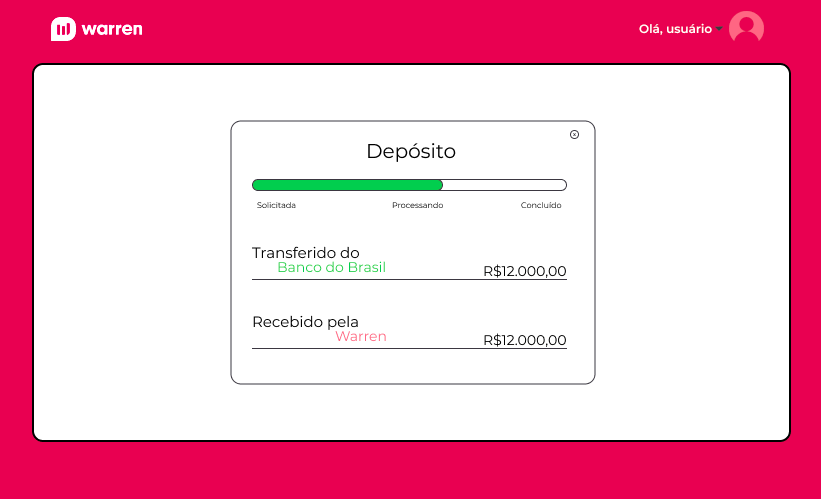 warren
Olá, usuário
Depósito
Solicitada Processando Concluído
Transferido do
Banco do Brasil
R$12.000,00
Recebido pela
Warren
R$12.000,00